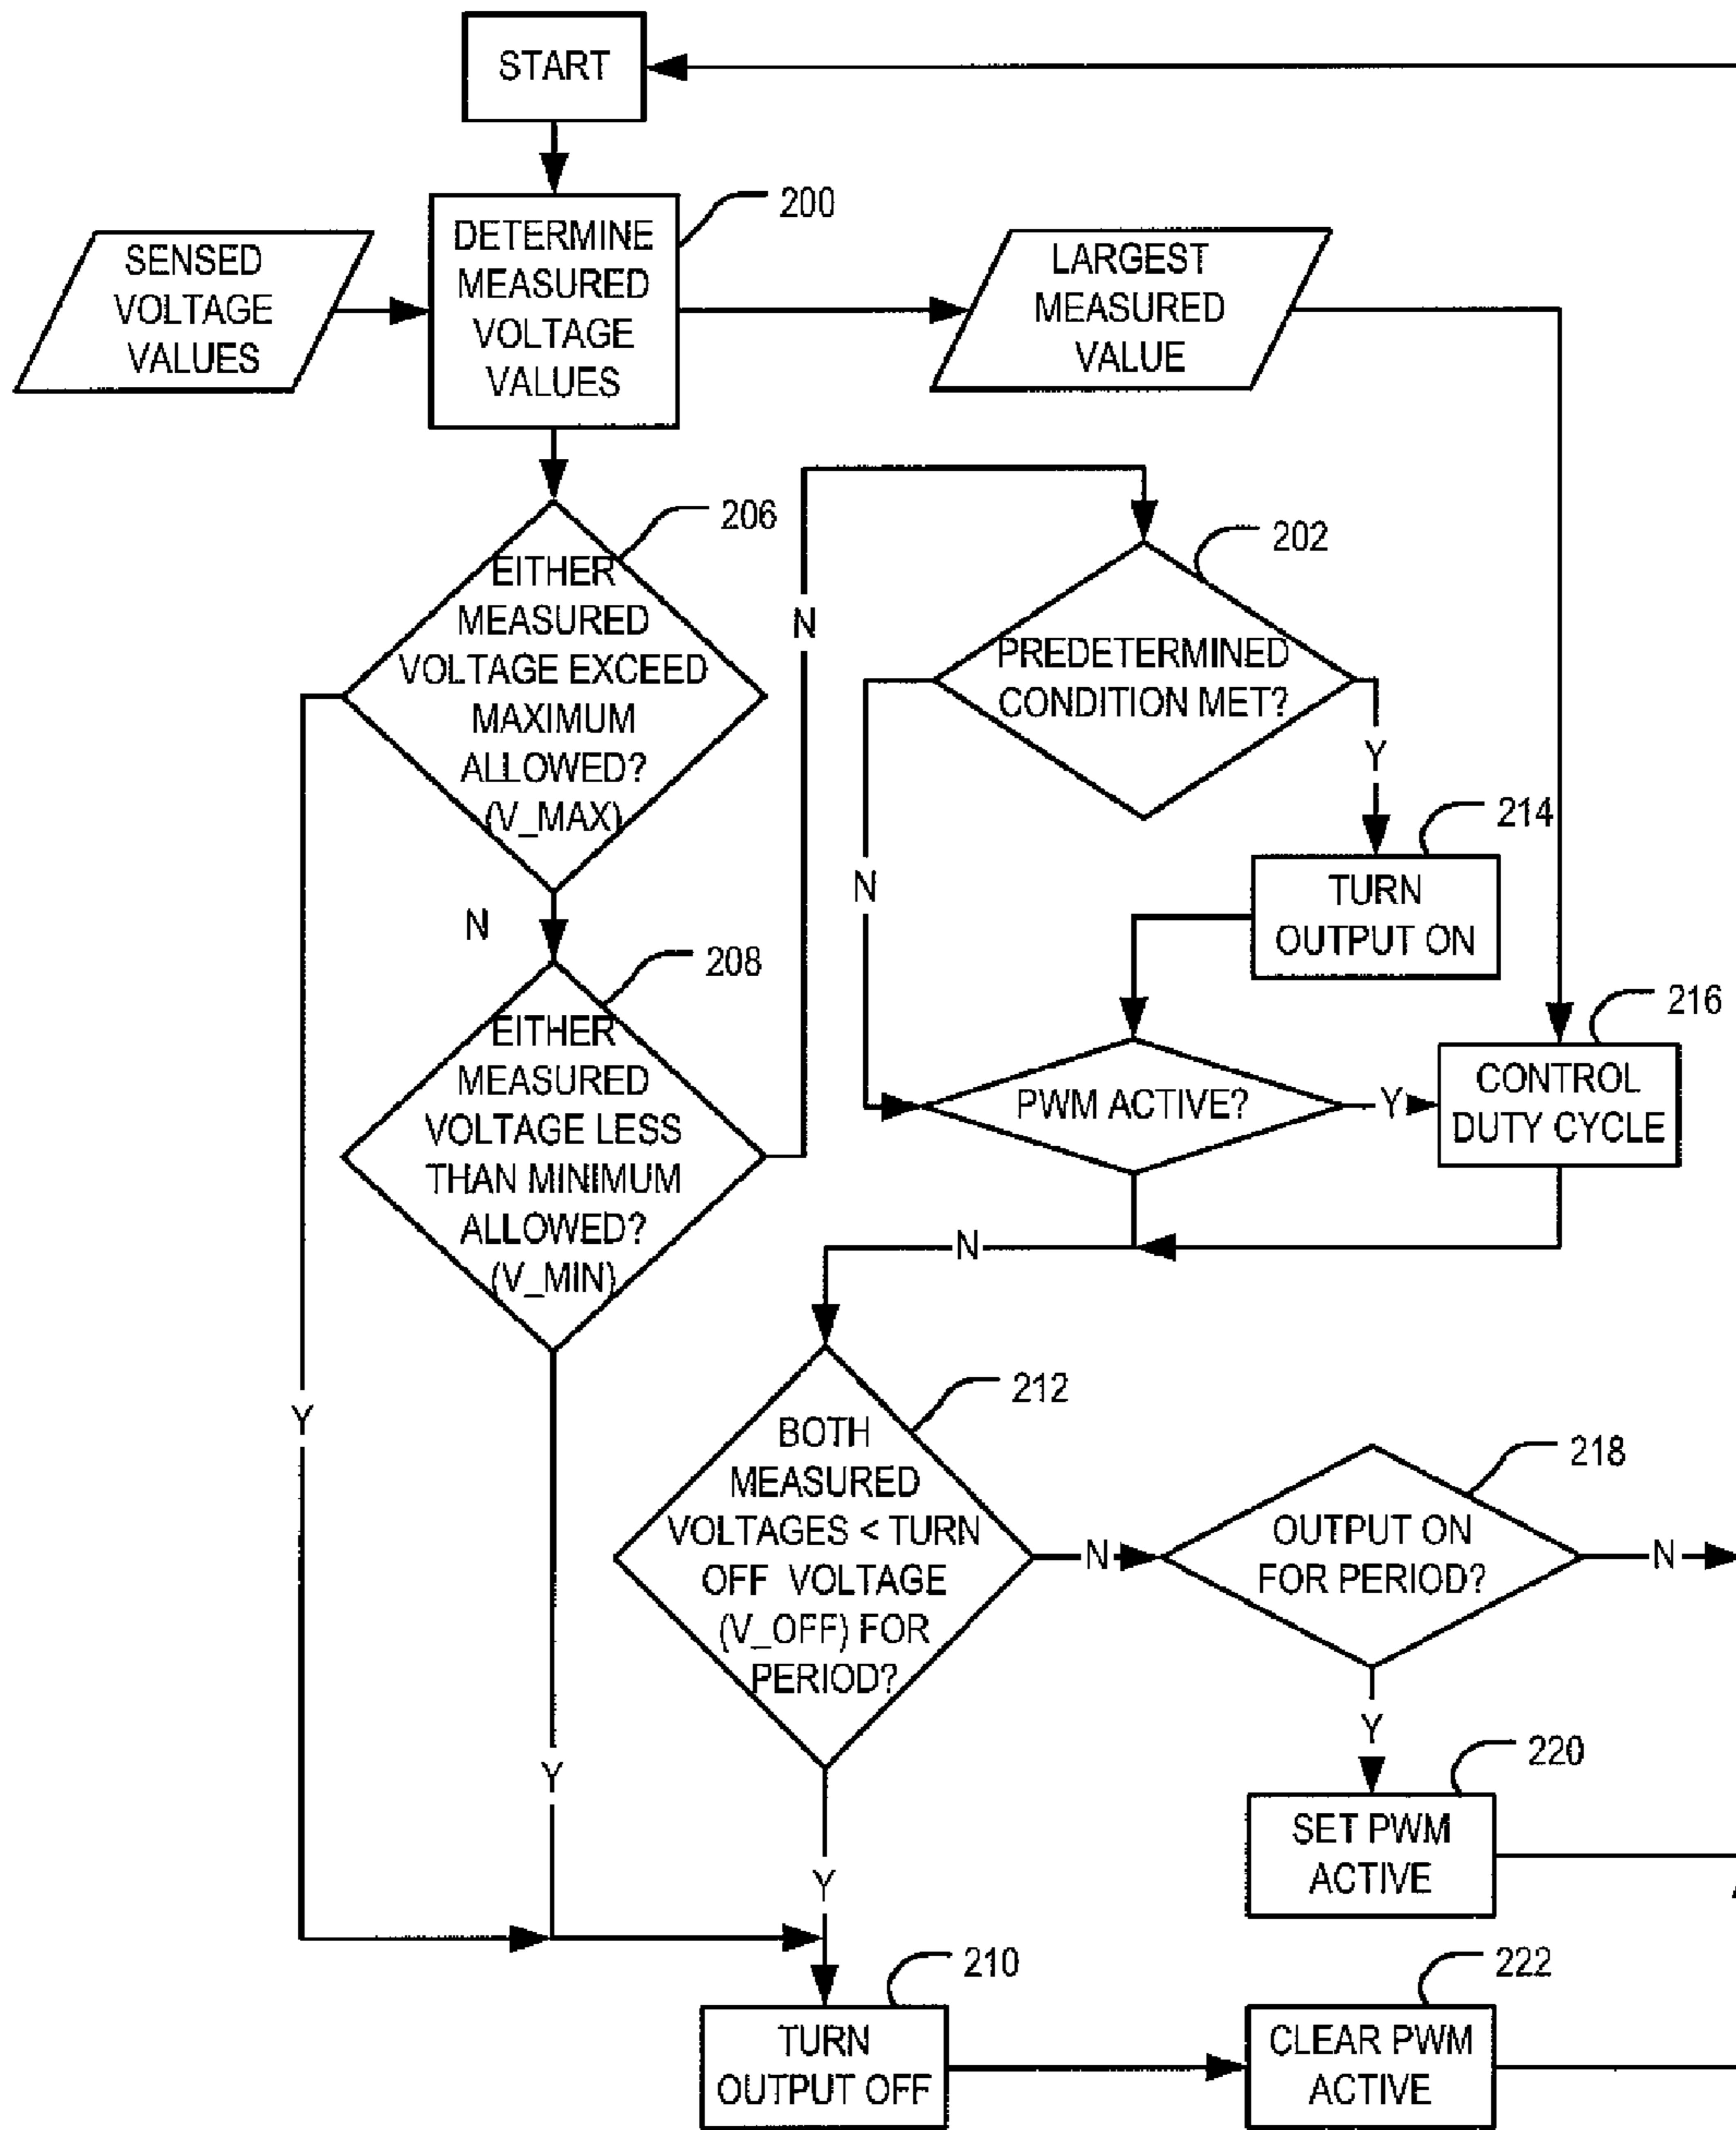 START
200
SENSED
VOLTAGE
VALUES
DETERMINE
MEASURED
VOLTAGE
VALUES
LARGEST
MEASURED
VALUE
206
EITHER
MEASURED
VOLTAGE EXCEED
MAXIMUM
ALLOWED?
(V_MAX)
N
202
PREDETERMINED
CONDITION MET?
Y
N
214
TURN
OUTPUT ON
N
208
EITHER
MEASURED
VOLTAGE LESS
THAN MINIMUM
ALLOWED?
(V_MIN)
216
PWM ACTIVE?
Y
CONTROL
DUTY CYCLE
N
Y
212
BOTH
MEASURED
VOLTAGES < TURN
OFF VOLTAGE
(V_OFF) FOR
PERIOD?
N
218
OUTPUT ON
FOR PERIOD?
N
Y
Y
220
SET PWM
ACTIVE
Y
210
TURN
OUTPUT OFF
222
CLEAR PWM
ACTIVE